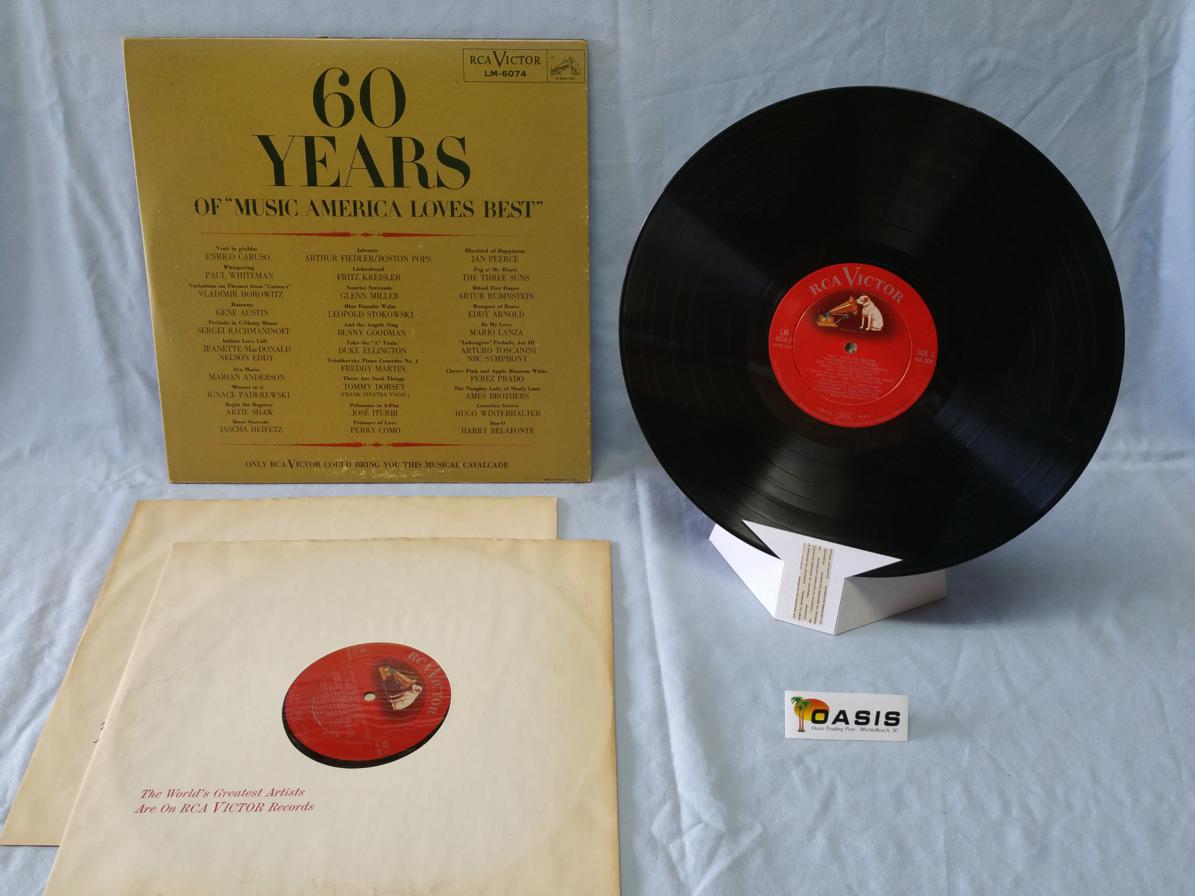 RCA VICTOR
LM-6074
60
YEARS
OF "MUSIC AMERICA LOVES BEST"
Vesti la giubba
ENRICO CARUSO
Whispering
PAUL WHITEMAN
Variations on Themes from "Carmen"
VLADIMIR HOROWITZ
Ramona
GENE AUSTIN
Prelude in C-Sharp Minor
SERGEI RACHMANINOFF
Indian Love Call
JEANETTE MacDONALD
NELSON EDDY
Ave Maria
MARIAN ANDERSON
Minuet in G
IGNACE PADEREWSKI
Begin the Beguine
ARTIE SHAW
Hora Staccato
JASCHA HEIFETZ
Jalousie
ARTHUR FIEDLER/BOSTON POPS
Liebesfreud
FRITZ KREISLER
Sunrise Serenade
GLENN MILLER
Blue Danube Waltz
LEOPOLD STOKOWSKI
And the Angels Sing
BENNY GOODMAN
Take the "A" Train
DUKE ELLINGTON
Tchaikovsky Piano Concerto No. 1
FREDDY MARTIN
There Are Such Things
TOMMY DORSEY
(FRANK SINATRA VOCAL)
Polonaise in A-Flat
JOSÉ ITURBI
Prisoner of Love
PERRY COMO
Bluebird of Happiness
JAN PEERCE
Peg o' My Heart
THE THREE SUNS
Ritual Fire Dance
ARTUR RUBINSTEIN
Bouquet of Roses
EDDY ARNOLD
Be My Love
MARIO LANZA
"Lohengrin" Prelude, Act III
ARTURO TOSCANINI
NBC SYMPHONY
Cherry Pink and Apple Blossom White
PEREZ PRADO
The Naughty Lady of Shady Lane
AMES BROTHERS
Canadian Sunset
HUGO WINTERHALTER
Day-O
HARRY BELAFONTE
ONLY RCA VICTOR COULD BRING YOU THIS MUSICAL CAVALCADE
RCA VICTOR
LM
6074-2
SIDE 2
RCA VICTOR
The World's Greatest Artists
Are On RCA VICTOR Records
OASIS
Oasis Trading Post - MyrtleBeach, SC